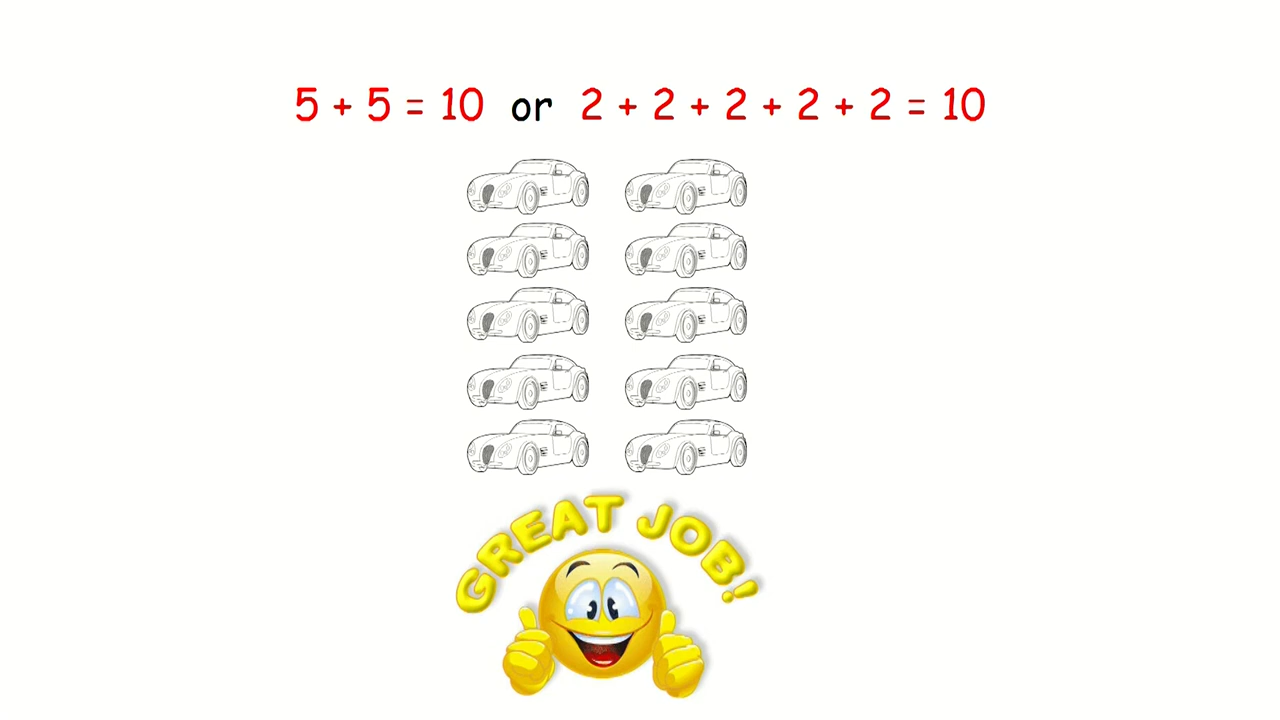 5 + 5 = 10 or 2 + 2 + 2 + 2 + 2 = 10
GREAT JOB!